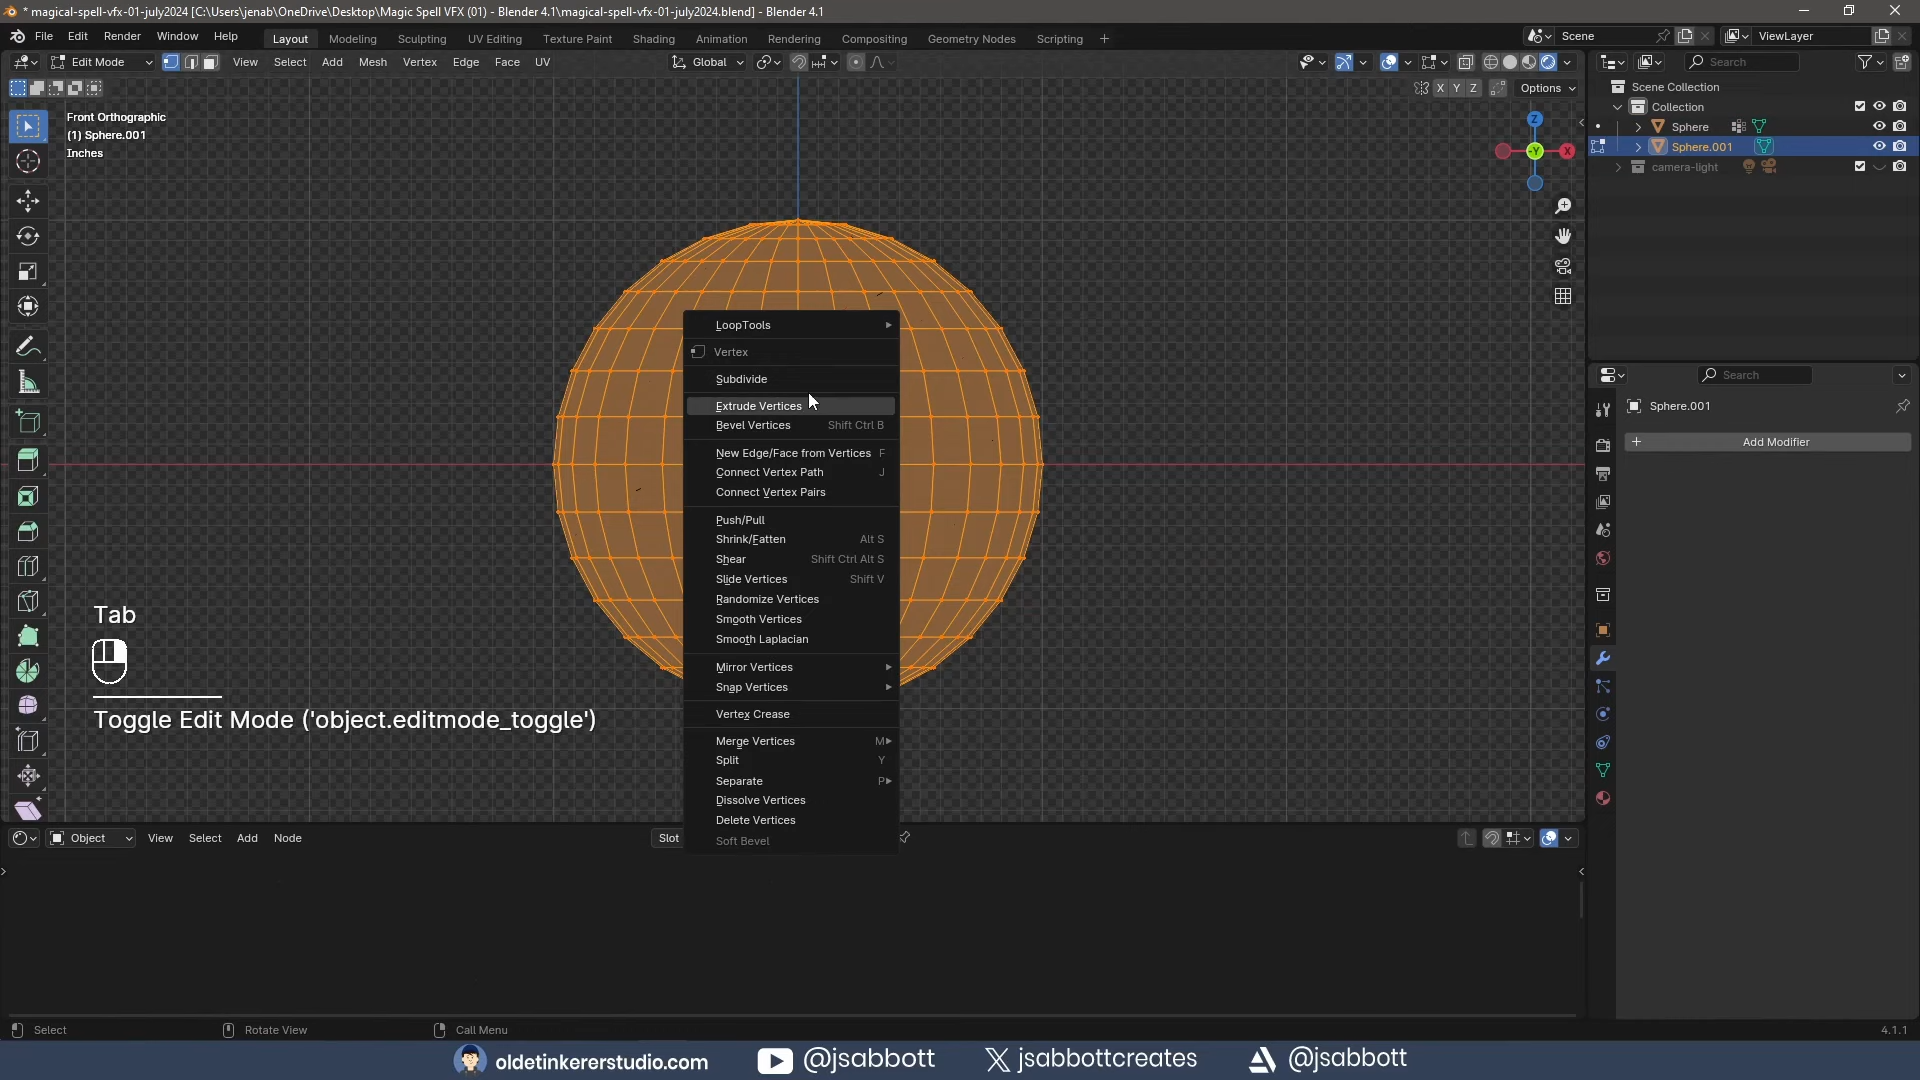 * magical-spell-vfx-01-july2024 [C:\Users\jenab\OneDrive\Desktop\Magic Spell VFX (01) - Blender 4.1\magical-spell-vfx-01-july2024.blend] - Blender 4.1
File Edit Render Window Help Layout Modeling Sculpting UV Editing Texture Paint Shading Animation Rendering Compositing Geometry Nodes Scripting + Scene ViewLayer
Edit Mode View Select Add Mesh Vertex Edge Face UV Global Search
X Y Z Options
Scene Collection
Collection
Sphere
Sphere.001
camera-light
Front Orthographic
(1) Sphere.001
Inches
Z
-Y
X
LoopTools
Vertex
Subdivide
Extrude Vertices
Bevel Vertices Shift Ctrl B
New Edge/Face from Vertices F
Connect Vertex Path J
Connect Vertex Pairs
Push/Pull
Shrink/Fatten Alt S
Shear Shift Ctrl Alt S
Slide Vertices Shift V
Randomize Vertices
Smooth Vertices
Smooth Laplacian
Mirror Vertices
Snap Vertices
Vertex Crease
Merge Vertices M
Split Y
Separate P
Dissolve Vertices
Delete Vertices
Soft Bevel
Search
Sphere.001
+ Add Modifier
Tab
Toggle Edit Mode ('object.editmode_toggle')
Object View Select Add Node Slot
Select Rotate View Call Menu 4.1.1
oldetinkererstudio.com @jsabbott jsabbottcreates @jsabbott